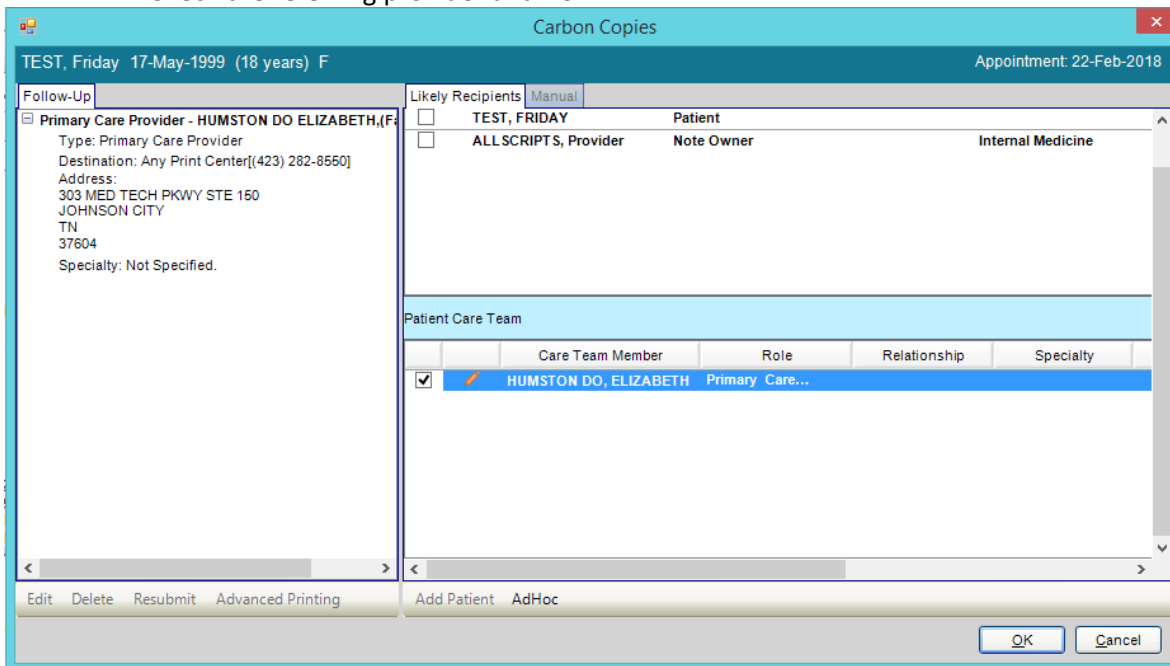 Carbon Copies
TEST, Friday 17-May-1999 (18 years) F
Appointment: 22-Feb-2018
Follow-Up
Primary Care Provider - HUMSTON DO ELIZABETH,(Fa
Type: Primary Care Provider
Destination: Any Print Center[(423) 282-8550]
Address:
303 MED TECH PKWY STE 150
JOHNSON CITY
TN
37604
Specialty: Not Specified.
Edit Delete Resubmit Advanced Printing
Likely Recipients Manual
TEST, FRIDAY Patient
ALLSCRIPTS, Provider Note Owner Internal Medicine
Patient Care Team
Care Team Member Role Relationship Specialty
HUMSTON DO, ELIZABETH Primary Care...
Add Patient AdHoc
OK Cancel